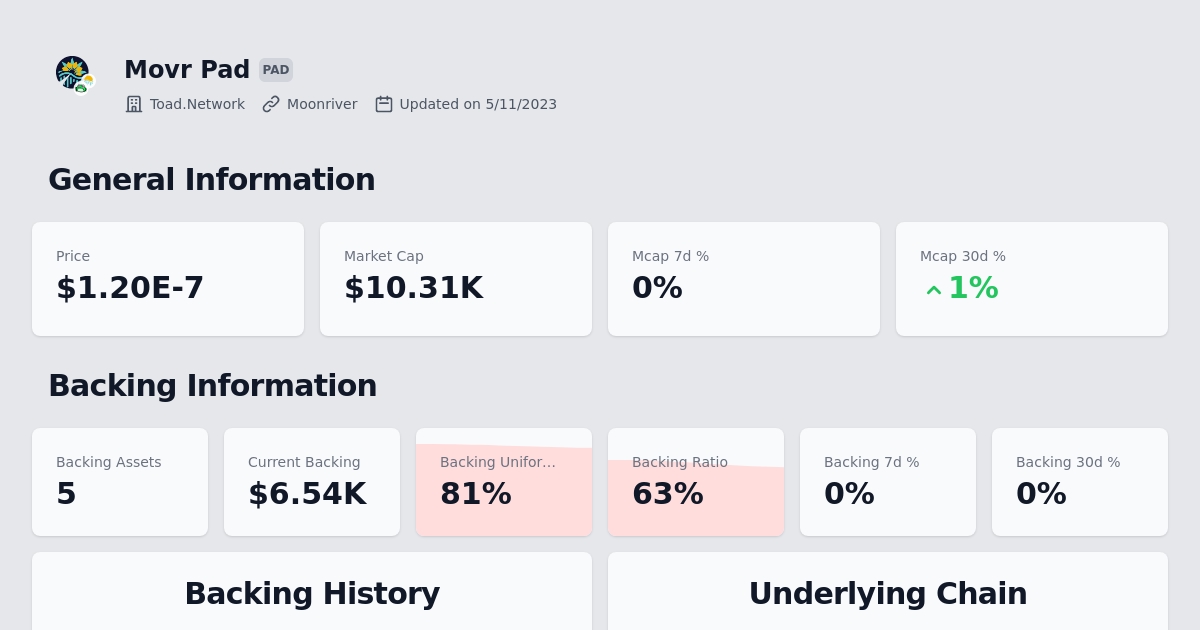 Movr Pad PAD
Toad.Network Moonriver Updated on 5/11/2023
General Information
Price Market Cap Mcap 7d % Mcap 30d %
$1.20E-7 $10.31K 0% 1%
Backing Information
Backing Assets Current Backing Backing Unifor... Backing Ratio Backing 7d % Backing 30d %
5 $6.54K 81% 63% 0% 0%
Backing History Underlying Chain